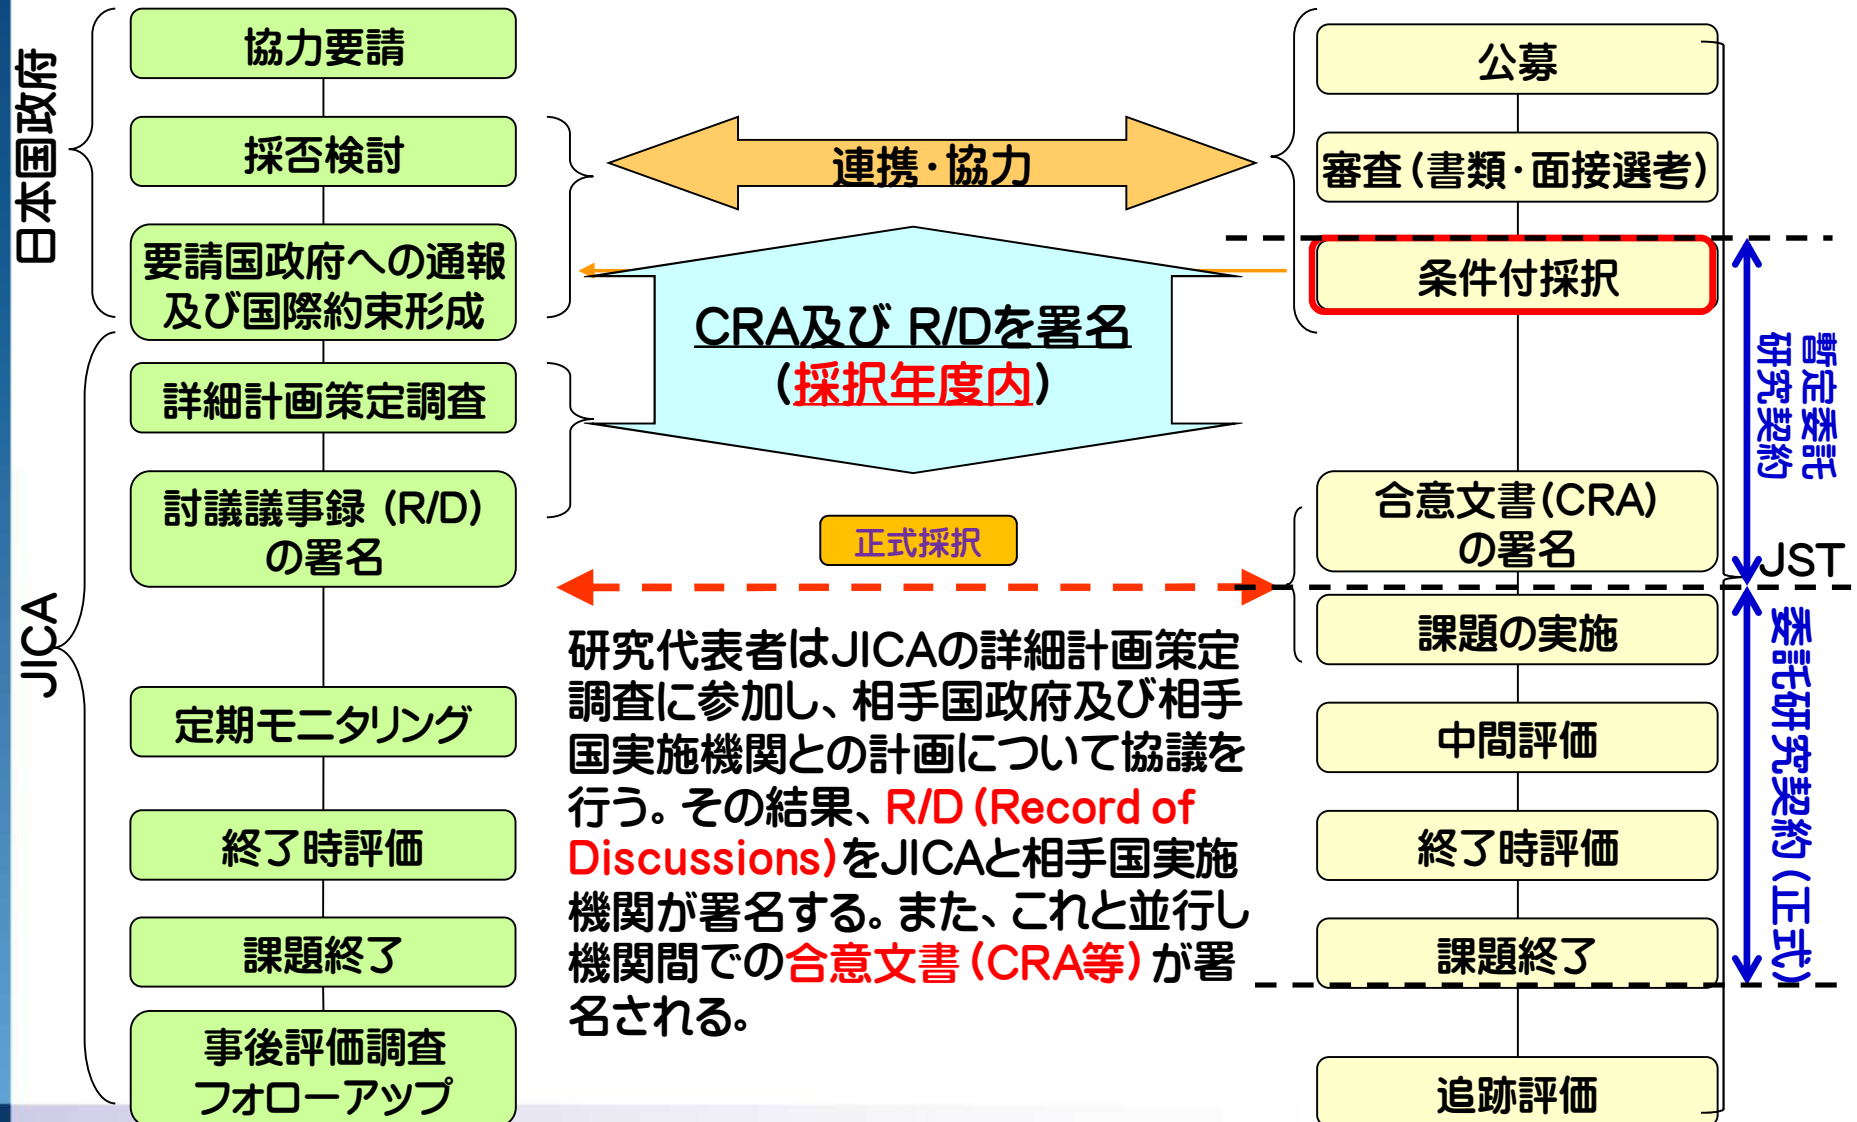 日本国政府
協力要請
採否検討
要請国政府への通報
及び国際約束形成
JICA
詳細計画策定調査
討議議事録 (R/D)
の署名
定期モニタリング
終了時評価
課題終了
事後評価調査
フォローアップ
連携・協力
CRA及び R/Dを署名
(採択年度内)
正式採択
研究代表者はJICAの詳細計画策定
調査に参加し、相手国政府及び相手
国実施機関との計画について協議を
行う。その結果、R/D (Record of
Discussions)をJICAと相手国実施
機関が署名する。また、これと並行し
機関間での合意文書 (CRA等) が署
名される。
公募
審査 (書類・面接選考)
条件付採択
合意文書 (CRA)
の署名
課題の実施
中間評価
終了時評価
課題終了
追跡評価
暫定委託
研究契約
JST
委託研究契約 (正式)